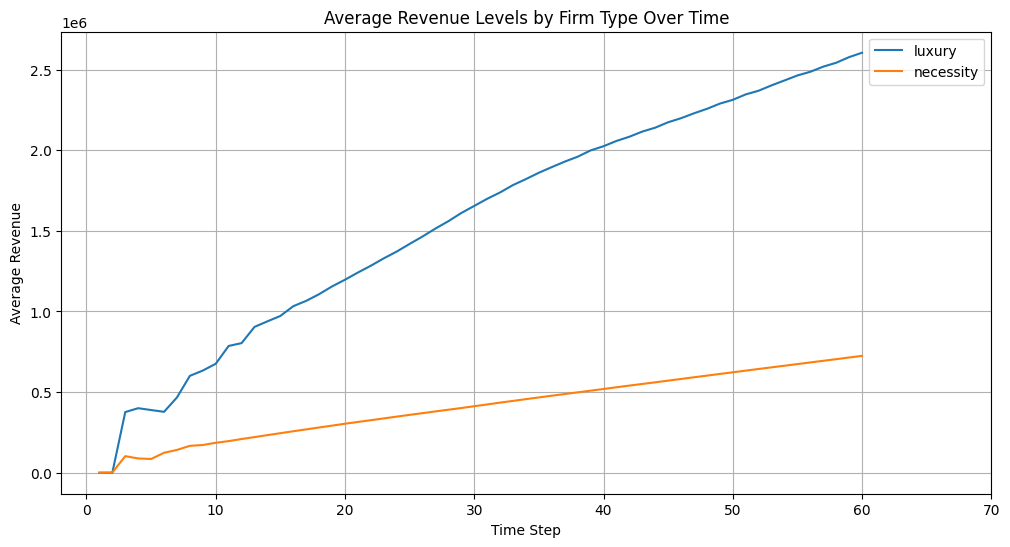 Average Revenue Levels by Firm Type Over Time
1e6
luxury
necessity
2.5
2.0
1.5
1.0
0.5
0.0
Average Revenue
0 10 20 30 40 50 60 70
Time Step